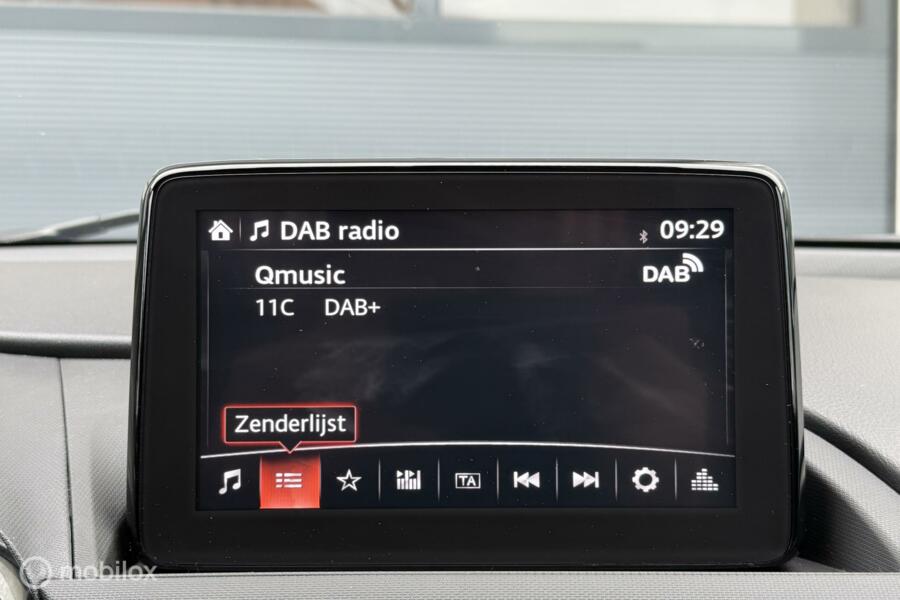 DAB radio 09:29
Qmusic DAB
11C DAB+
Zenderlijst
TA
mobilox